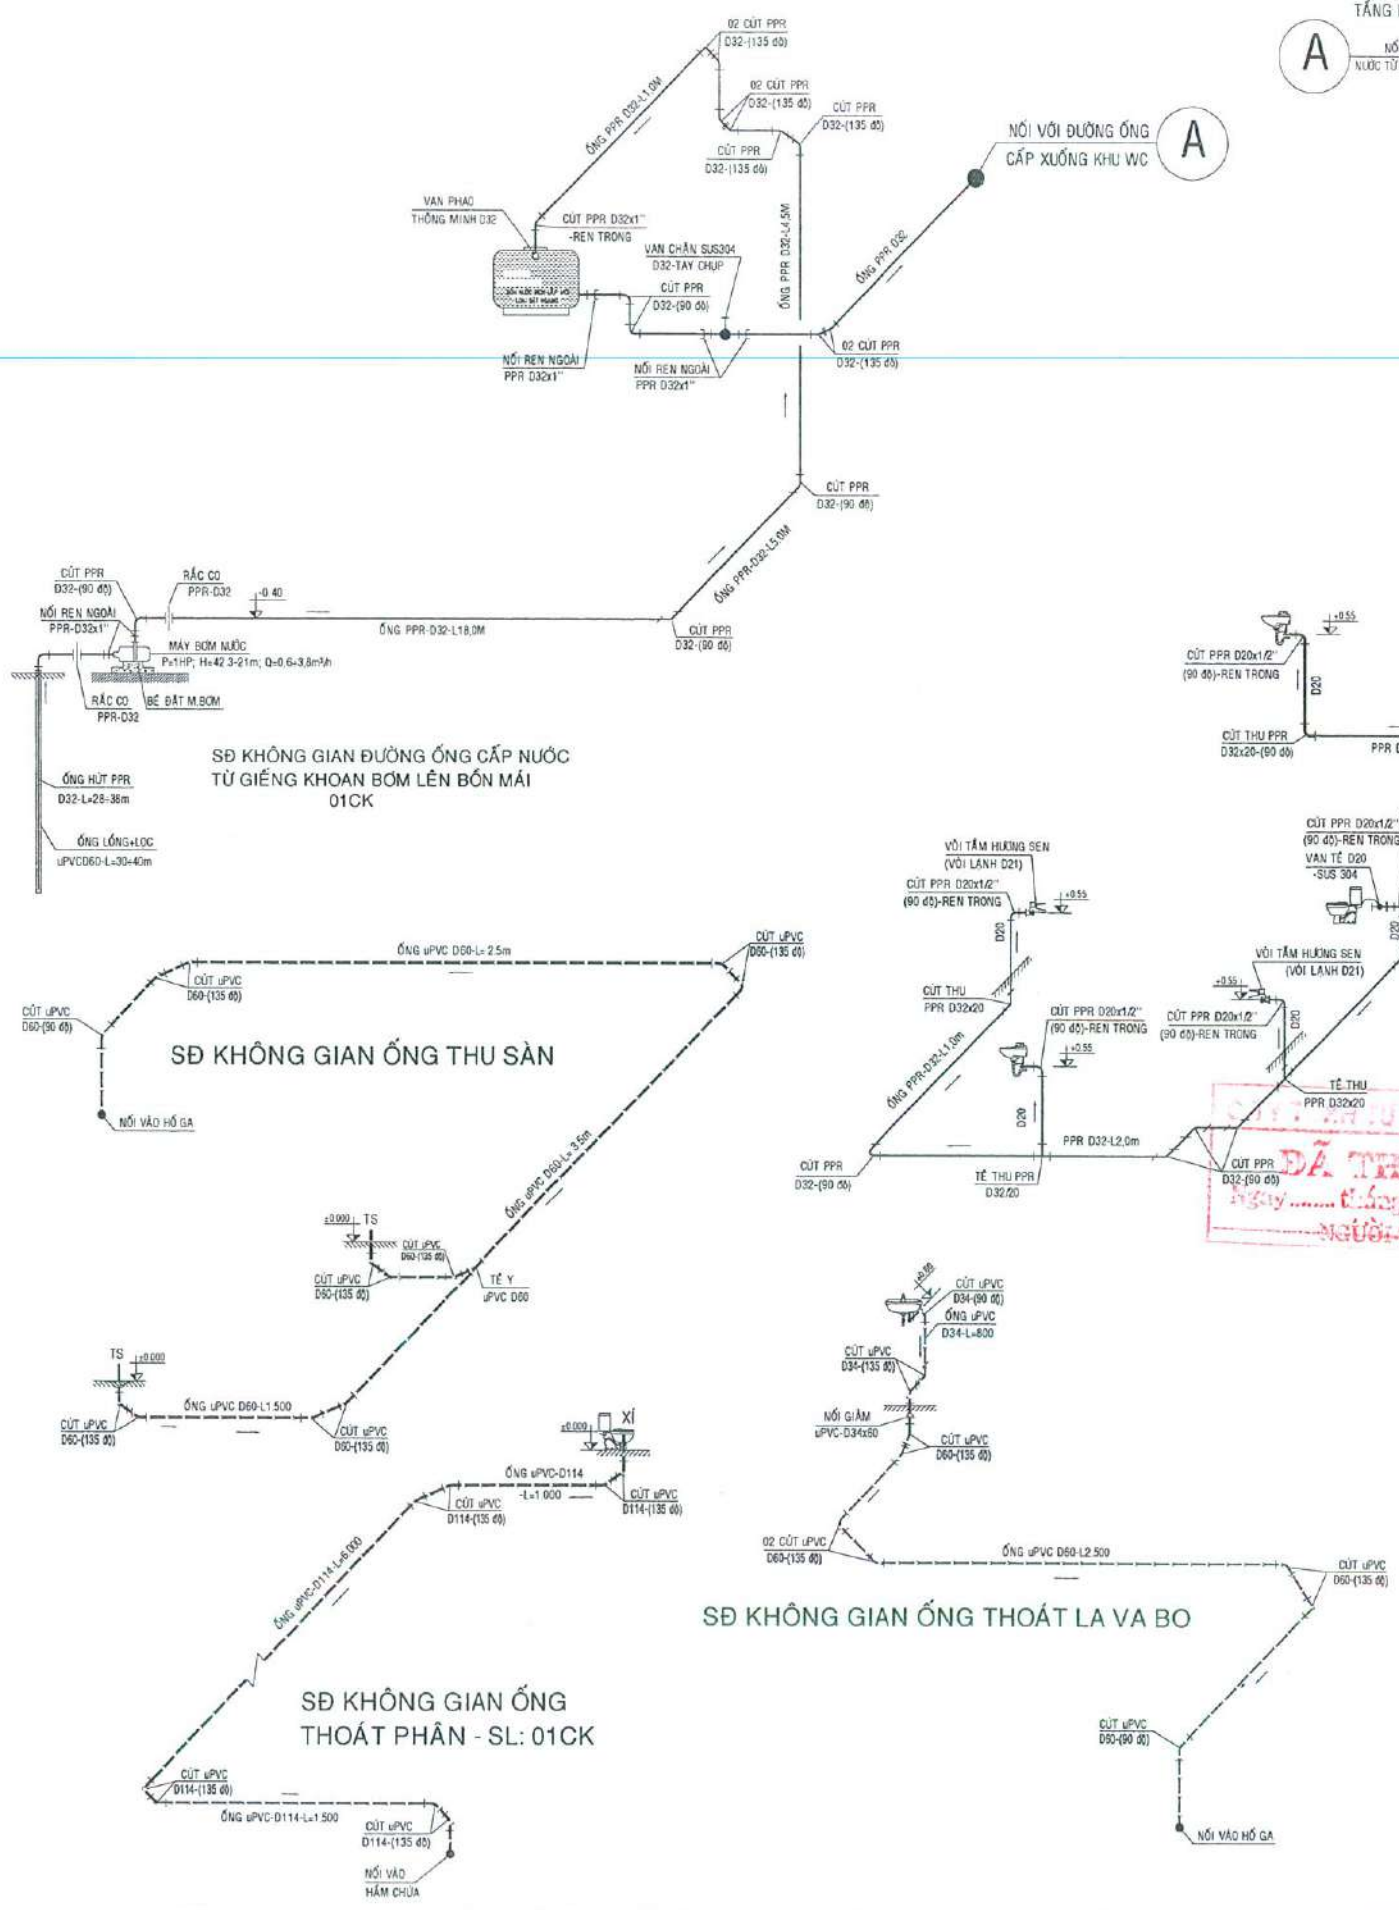 02 CÚT PPR
D32-(135 độ)
ỐNG PPR D32-L1,0M
02 CÚT PPR
D32-(135 độ)
CÚT PPR
D32-(135 độ)
CÚT PPR
D32-(135 độ)
TẦNG
A
NƯỚC TỪ
NỐI VỚI ĐƯỜNG ỐNG
CẤP XUỐNG KHU WC
A
VAN PHAO
THÔNG MINH D32
CÚT PPR D32x1"
-REN TRONG
VAN CHẶN SUS304
D32-TAY CHỤP
CÚT PPR
D32-(90 độ)
ỐNG PPR D32-L4,5M
ỐNG PPR D32
NỐI REN NGOÀI
PPR D32x1"
NỐI REN NGOÀI
PPR D32x1"
02 CÚT PPR
D32-(135 độ)
CÚT PPR
D32-(90 độ)
ỐNG PPR-D32-L5,0M
CÚT PPR
D32-(90 độ)
RẮC CO
PPR-D32
-0.40
NỐI REN NGOÀI
PPR-D32x1"
ỐNG PPR-D32-L18,0M
CÚT PPR
D32-(90 độ)
MÁY BƠM NƯỚC
P=1HP; H=42.3-21m; Q=0,6÷3,8m³/h
RẮC CO
PPR-D32
BỆ ĐẶT M.BƠM
SĐ KHÔNG GIAN ĐƯỜNG ỐNG CẤP NƯỚC
TỪ GIẾNG KHOAN BƠM LÊN BỒN MÁI
01CK
ỐNG HÚT PPR
D32-L=28÷38m
ỐNG LỒNG+LỌC
uPVCD60-L=30÷40m
+0.55
CÚT PPR D20x1/2"
(90 độ)-REN TRONG
D20
CÚT THU PPR
D32x20-(90 độ)
PPR
VÒI TẮM HƯƠNG SEN
(VÒI LẠNH D21)
CÚT PPR D20x1/2"
(90 độ)-REN TRONG
+0.55
D20
CÚT THU
PPR D32x20
CÚT PPR D20x1/2"
(90 độ)-REN TRONG
+0.55
D20
ỐNG PPR-D32-L1,0m
CÚT PPR
D32-(90 độ)
TÊ THU PPR
D32/20
PPR D32-L2,0m
CÚT PPR D20x1/2"
(90 độ)-REN TRONG
VAN TÊ D20
-SUS 304
D20
VÒI TẮM HƯƠNG SEN
(VÒI LẠNH D21)
+0.55
CÚT PPR D20x1/2"
(90 độ)-REN TRONG
D20
TÊ THU
PPR D32x20
CÚT PPR
D32-(90 độ)
ĐÃ
Ngày ........ tháng
NGƯỜI
ỐNG uPVC D60-L= 2.5m
CÚT uPVC
D60-(135 độ)
CÚT uPVC
D60-(135 độ)
CÚT uPVC
D60-(90 độ)
SĐ KHÔNG GIAN ỐNG THU SÀN
NỐI VÀO HỐ GA
ỐNG uPVC D60-L= 3.5m
±0.000
TS
CÚT uPVC
D60-(135 độ)
CÚT uPVC
D60-(135 độ)
TÊ Y
uPVC D60
TS
±0.000
ỐNG uPVC D60-L1.500
CÚT uPVC
D60-(135 độ)
CÚT uPVC
D60-(135 độ)
±0.000
XÍ
ỐNG uPVC-D114
-L=1.000
CÚT uPVC
D114-(135 độ)
CÚT uPVC
D114-(135 độ)
ỐNG uPVC-D114-L=6.000
SĐ KHÔNG GIAN ỐNG
THOÁT PHÂN - SL: 01CK
CÚT uPVC
D114-(135 độ)
ỐNG uPVC-D114-L=1.500
CÚT uPVC
D114-(135 độ)
NỐI VÀO
HẦM CHỨA
CÚT uPVC
D34-(90 độ)
ỐNG uPVC
D34-L=800
CÚT uPVC
D34-(135 độ)
NỐI GIẢM
uPVC-D34x60
CÚT uPVC
D60-(135 độ)
02 CÚT uPVC
D60-(135 độ)
ỐNG uPVC D60-L2.500
CÚT uPVC
D60-(135 độ)
SĐ KHÔNG GIAN ỐNG THOÁT LA VA BO
CÚT uPVC
D60-(90 độ)
NỐI VÀO HỐ GA